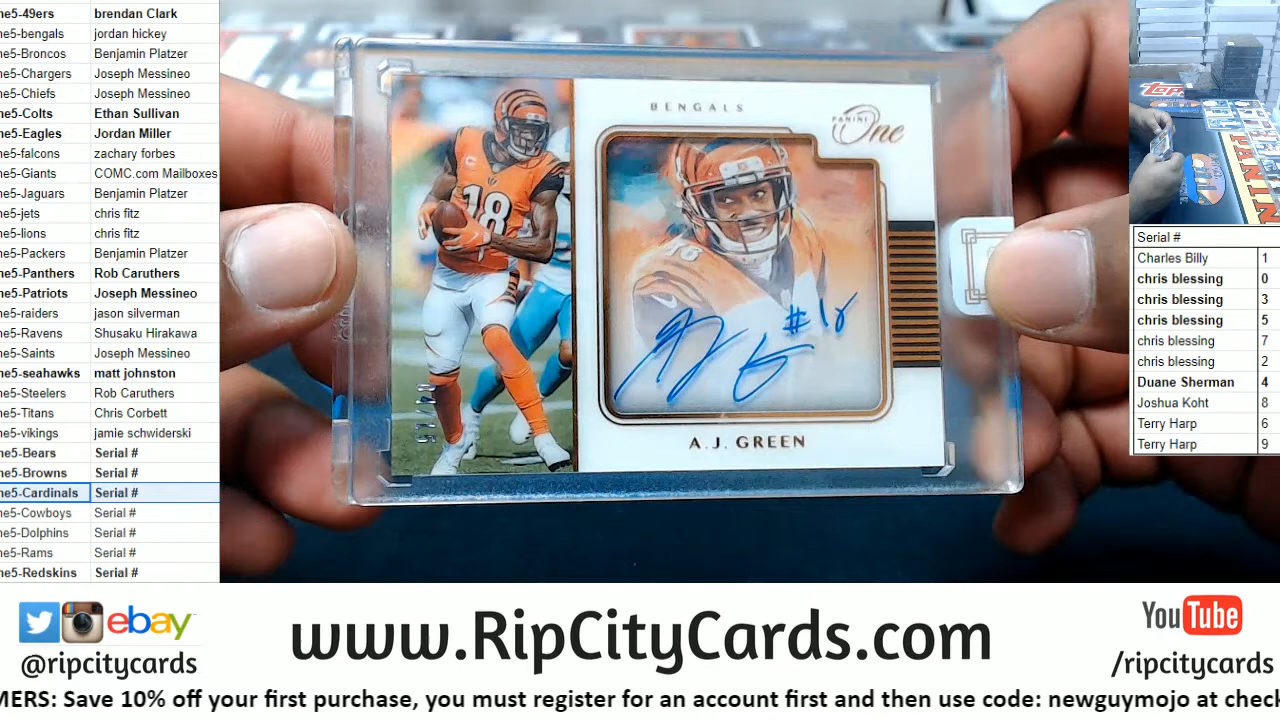 ne5-49ers brendan Clark
ne5-bengals jordan hickey
ne5-Broncos Benjamin Platzer
ne5-Chargers Joseph Messineo
ne5-Chiefs Joseph Messineo
ne5-Colts Ethan Sullivan
ne5-Eagles Jordan Miller
ne5-falcons zachary forbes
ne5-Giants COMC.com Mailboxes
ne5-Jaguars Benjamin Platzer
ne5-jets chris fitz
ne5-lions chris fitz
ne5-Packers Benjamin Platzer
ne5-Panthers Rob Caruthers
ne5-Patriots Joseph Messineo
ne5-raiders jason silverman
ne5-Ravens Shusaku Hirakawa
ne5-Saints Joseph Messineo
ne5-seahawks matt johnston
ne5-Steelers Rob Caruthers
ne5-Titans Chris Corbett
ne5-vikings jamie schwiderski
ne5-Bears Serial #
ne5-Browns Serial #
ne5-Cardinals Serial #
ne5-Cowboys Serial #
ne5-Dolphins Serial #
ne5-Rams Serial #
ne5-Redskins Serial #
BENGALS
PANINI
One
18
C
#18
A.J. GREEN
Topps
PANINI
Serial #
Charles Billy 1
chris blessing 0
chris blessing 3
chris blessing 5
chris blessing 7
chris blessing 2
Duane Sherman 4
Joshua Koht 8
Terry Harp 6
Terry Harp 9
ebay
@ripcitycards
www.RipCityCards.com
YouTube
/ripcitycards
MERS: Save 10% off your first purchase, you must register for an account first and then use code: newguymojo at check